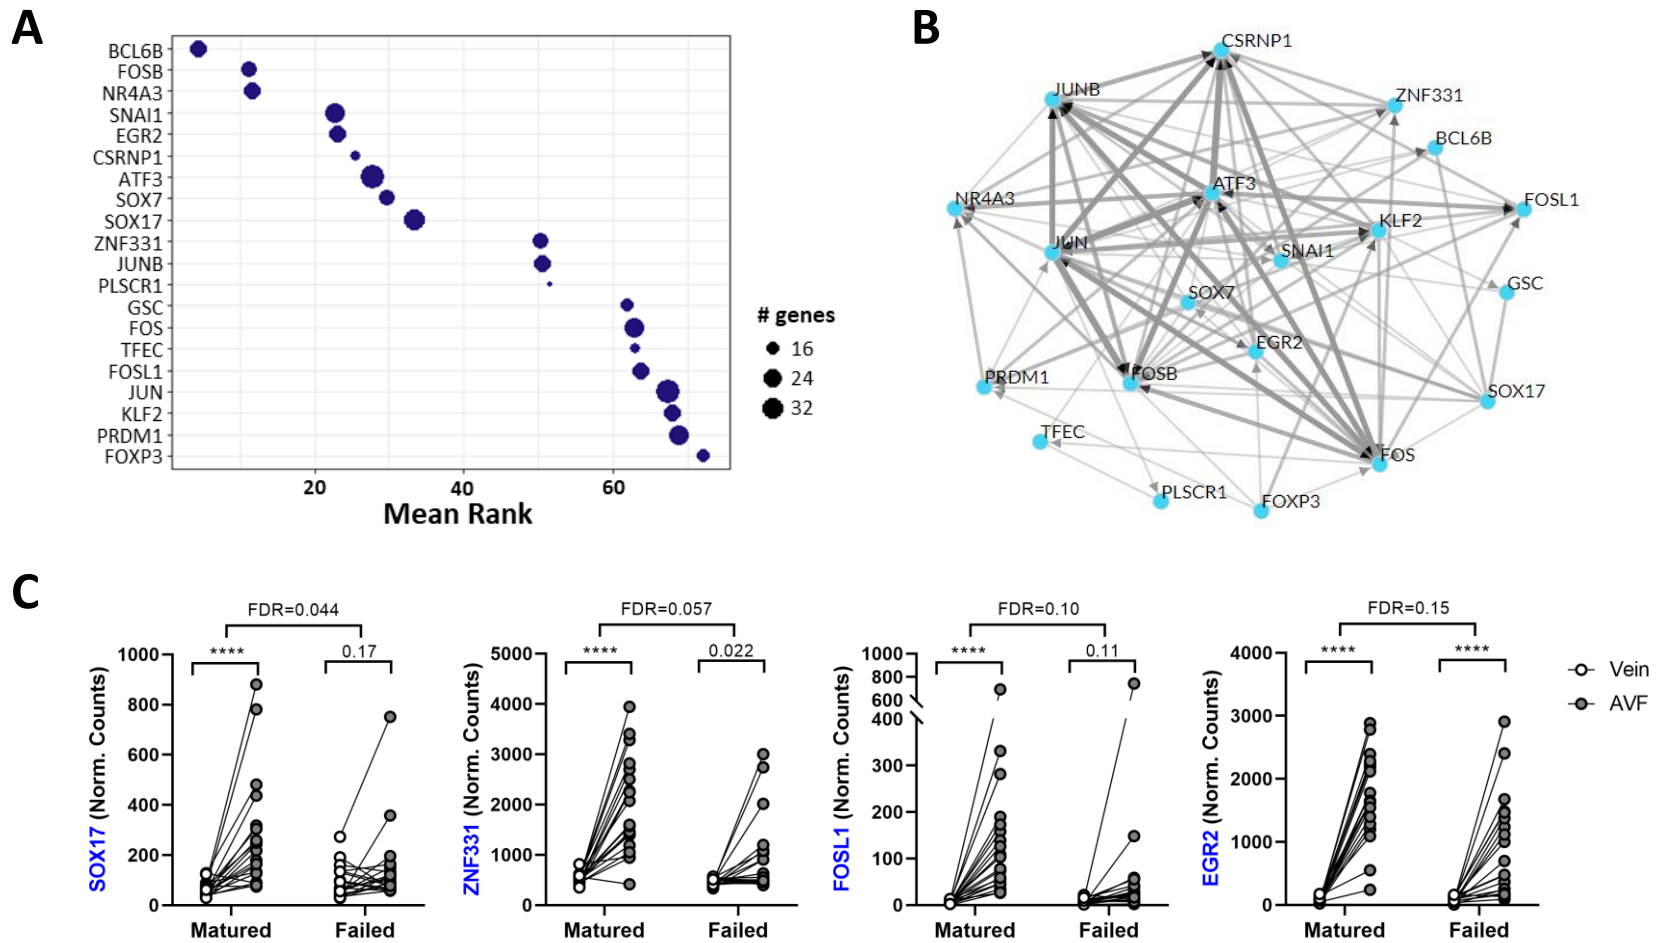 A
BCL6B
FOSB
NR4A3
SNAI1
EGR2
CSRNP1
ATF3
SOX7
SOX17
ZNF331
JUNB
PLSCR1
GSC
FOS
TFEC
FOSL1
JUN
KLF2
PRDM1
FOXP3
20 40 60
Mean Rank
# genes
16
24
32
B
CSRNP1
JUNB
ZNF331
BCL6B
ATF3
NR4A3
FOSL1
KLF2
JUN
SNAI1
GSC
SOX7
EGR2
PRDM1
FOSB
SOX17
TFEC
FOS
PLSCR1
FOXP3
C
FDR=0.044
**** 0.17
SOX17 (Norm. Counts)
1000
800
600
400
200
0
Matured Failed
FDR=0.057
**** 0.022
ZNF331 (Norm. Counts)
5000
4000
3000
2000
1000
0
Matured Failed
FDR=0.10
**** 0.11
FOSL1 (Norm. Counts)
1000
800
600
400
300
200
100
0
Matured Failed
FDR=0.15
**** ****
EGR2 (Norm. Counts)
4000
3000
2000
1000
0
Matured Failed
Vein
AVF